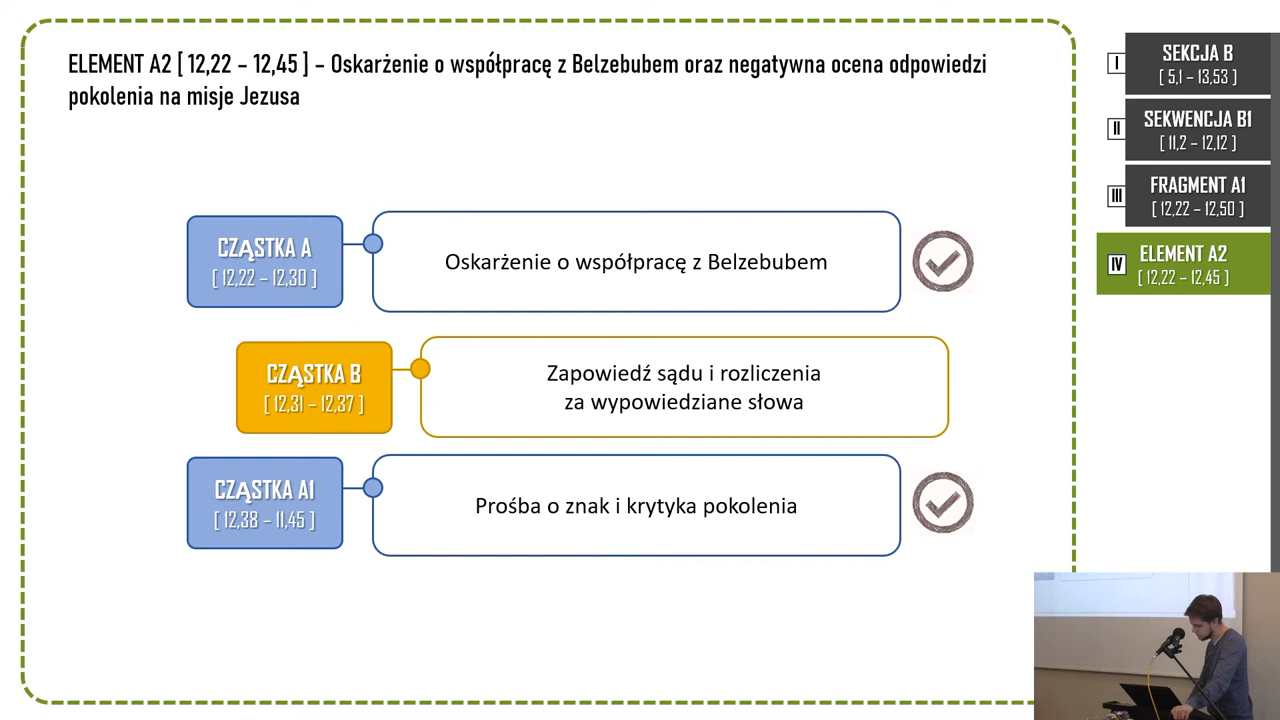 ELEMENT A2 [ 12,22 – 12,45 ] – Oskarżenie o współpracę z Belzebubem oraz negatywna ocena odpowiedzi
pokolenia na misje Jezusa
CZĄSTKA A
[ 12,22 – 12,30 ]
Oskarżenie o współpracę z Belzebubem
CZĄSTKA B
[ 12,31 – 12,37 ]
Zapowiedź sądu i rozliczenia
za wypowiedziane słowa
CZĄSTKA A1
[ 12,38 – 11,45 ]
Prośba o znak i krytyka pokolenia
I
SEKCJA B
[ 5,1 – 13,53 ]
II
SEKWENCJA B1
[ 11,2 – 12,12 ]
III
FRAGMENT A1
[ 12,22 – 12,50 ]
IV
ELEMENT A2
[ 12,22 – 12,45 ]